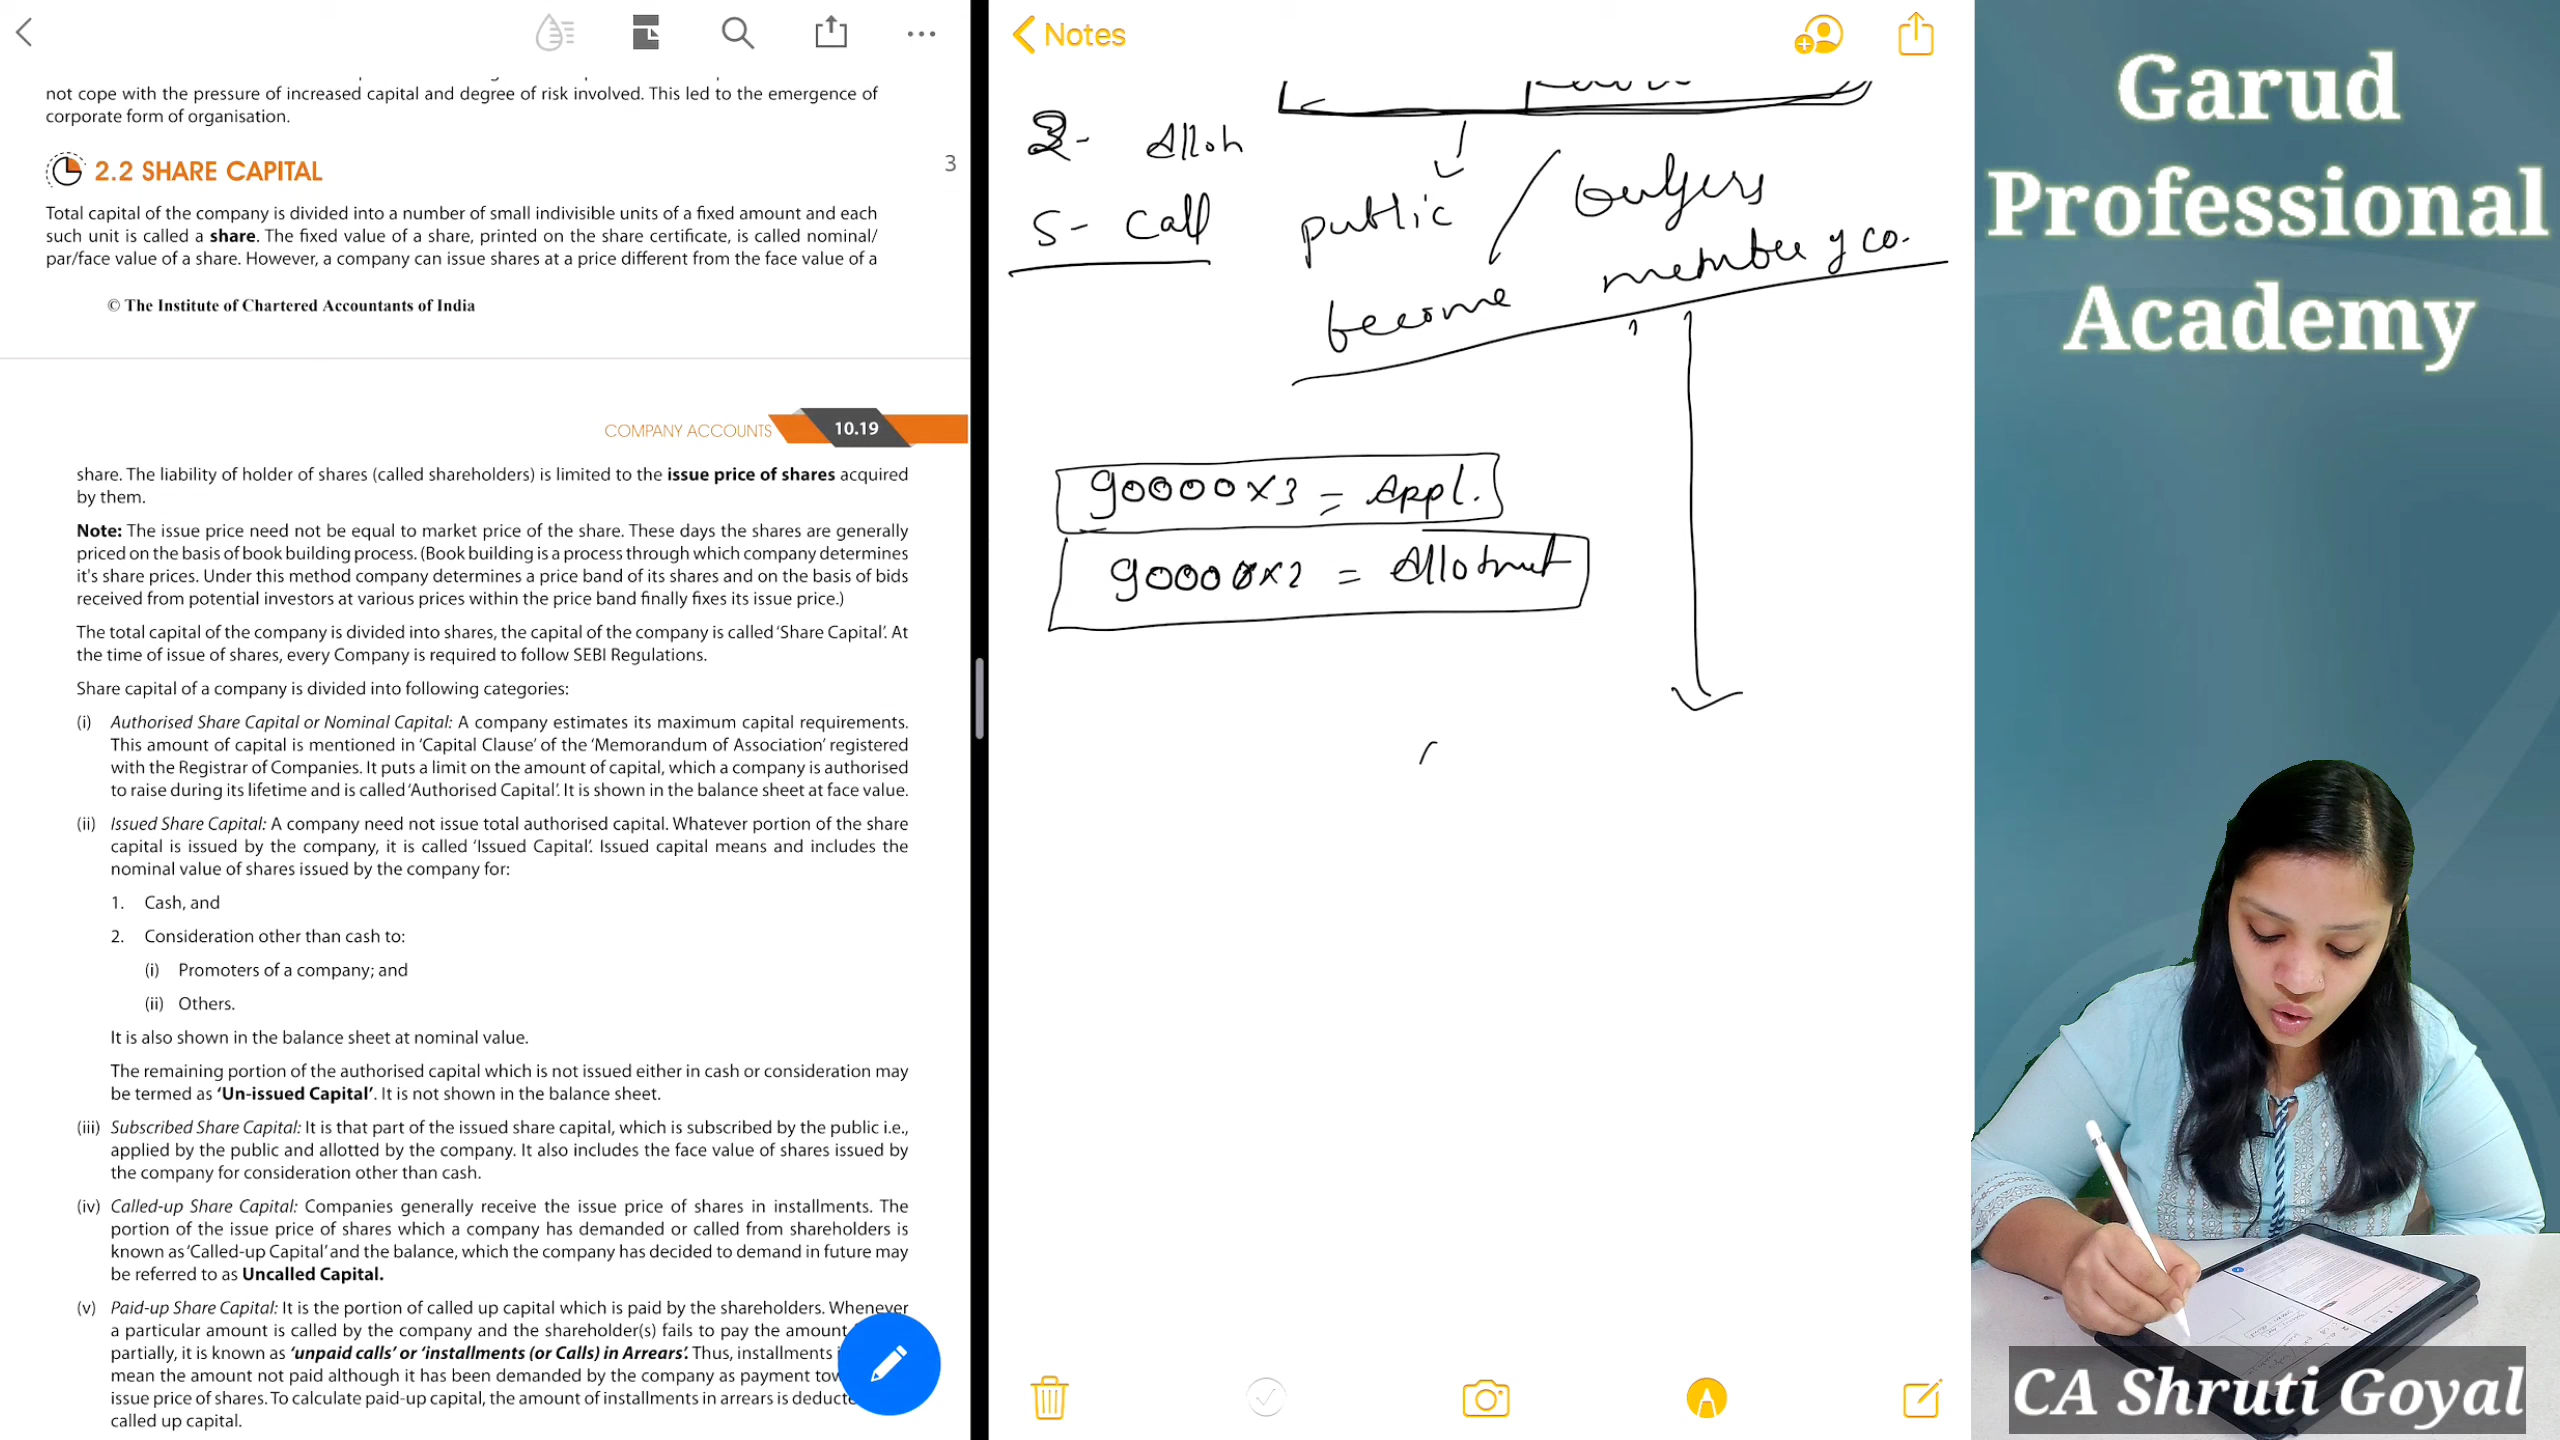 not cope with the pressure of increased capital and degree of risk involved. This led to the emergence of
corporate form of organisation.
2.2 SHARE CAPITAL
3
Total capital of the company is divided into a number of small indivisible units of a fixed amount and each
such unit is called a share. The fixed value of a share, printed on the share certificate, is called nominal/
par/face value of a share. However, a company can issue shares at a price different from the face value of a
© The Institute of Chartered Accountants of India
COMPANY ACCOUNTS 10.19
share. The liability of holder of shares (called shareholders) is limited to the issue price of shares acquired
by them.
Note: The issue price need not be equal to market price of the share. These days the shares are generally
priced on the basis of book building process. (Book building is a process through which company determines
it's share prices. Under this method company determines a price band of its shares and on the basis of bids
received from potential investors at various prices within the price band finally fixes its issue price.)
The total capital of the company is divided into shares, the capital of the company is called 'Share Capital'. At
the time of issue of shares, every Company is required to follow SEBI Regulations.
Share capital of a company is divided into following categories:
(i) Authorised Share Capital or Nominal Capital: A company estimates its maximum capital requirements.
This amount of capital is mentioned in 'Capital Clause' of the 'Memorandum of Association' registered
with the Registrar of Companies. It puts a limit on the amount of capital, which a company is authorised
to raise during its lifetime and is called 'Authorised Capital'. It is shown in the balance sheet at face value.
(ii) Issued Share Capital: A company need not issue total authorised capital. Whatever portion of the share
capital is issued by the company, it is called 'Issued Capital'. Issued capital means and includes the
nominal value of shares issued by the company for:
1. Cash, and
2. Consideration other than cash to:
(i) Promoters of a company; and
(ii) Others.
It is also shown in the balance sheet at nominal value.
The remaining portion of the authorised capital which is not issued either in cash or consideration may
be termed as 'Un-issued Capital'. It is not shown in the balance sheet.
(iii) Subscribed Share Capital: It is that part of the issued share capital, which is subscribed by the public i.e.,
applied by the public and allotted by the company. It also includes the face value of shares issued by
the company for consideration other than cash.
(iv) Called-up Share Capital: Companies generally receive the issue price of shares in installments. The
portion of the issue price of shares which a company has demanded or called from shareholders is
known as 'Called-up Capital' and the balance, which the company has decided to demand in future may
be referred to as Uncalled Capital.
(v) Paid-up Share Capital: It is the portion of called up capital which is paid by the shareholders. Whenever
a particular amount is called by the company and the shareholder(s) fails to pay the amount
partially, it is known as 'unpaid calls' or 'installments (or Calls) in Arrears'. Thus, installments
mean the amount not paid although it has been demanded by the company as payment
issue price of shares. To calculate paid-up capital, the amount of installments in arrears is
called up capital.
Notes
2 -
5 - Call
public / buyers
become member of co.
90000 x 3 = Appl.
90000 x 2 = Allotment
Garud
Professional
Academy
CA Shruti Goyal